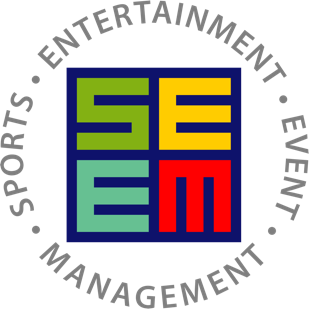 SPORTS • ENTERTAINMENT • EVENT • MANAGEMENT •
SE
EM